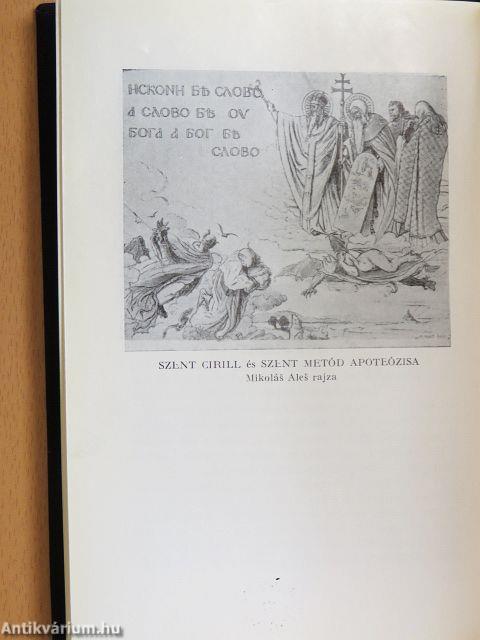 ИСКОНИ БѢ СЛОВО
А СЛОВО БѢ ОУ
БОГА А БОГ БѢ
СЛОВО
SZENT CIRILL és SZENT METÓD APOTEÓZISA
Mikoláš Aleš rajza
Antikvárium.hu